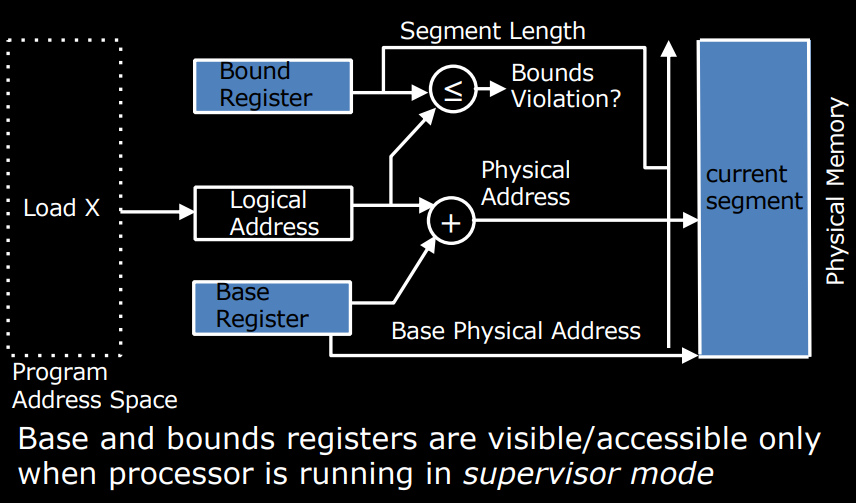 Segment Length
Bound
Register
≤
Bounds
Violation?
Load X
Logical
Address
Physical
Address
+
current
segment
Physical Memory
Base
Register
Base Physical Address
Program
Address Space
Base and bounds registers are visible/accessible only
when processor is running in supervisor mode